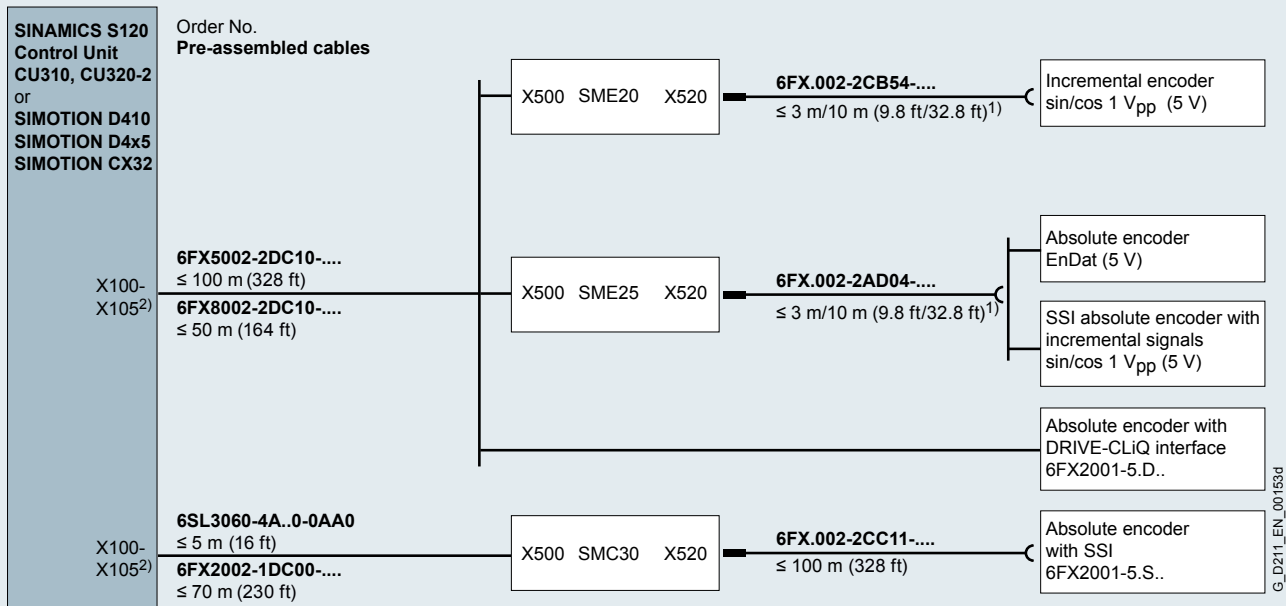 SINAMICS S120
Control Unit
CU310, CU320-2
or
SIMOTION D410
SIMOTION D4x5
SIMOTION CX32
Order No.
Pre-assembled cables
X500 SME20 X520
6FX.002-2CB54-....
≤ 3 m/10 m (9.8 ft/32.8 ft)1)
Incremental encoder
sin/cos 1 Vpp (5 V)
X100-
X1052)
6FX5002-2DC10-....
≤ 100 m (328 ft)
6FX8002-2DC10-....
≤ 50 m (164 ft)
X500 SME25 X520
6FX.002-2AD04-....
≤ 3 m/10 m (9.8 ft/32.8 ft)1)
Absolute encoder
EnDat (5 V)
SSI absolute encoder with
incremental signals
sin/cos 1 Vpp (5 V)
Absolute encoder with
DRIVE-CLiQ interface
6FX2001-5.D..
X100-
X1052)
6SL3060-4A..0-0AA0
≤ 5 m (16 ft)
6FX2002-1DC00-....
≤ 70 m (230 ft)
X500 SMC30 X520
6FX.002-2CC11-....
≤ 100 m (328 ft)
Absolute encoder
with SSI
6FX2001-5.S..
G_D211_EN_00153d